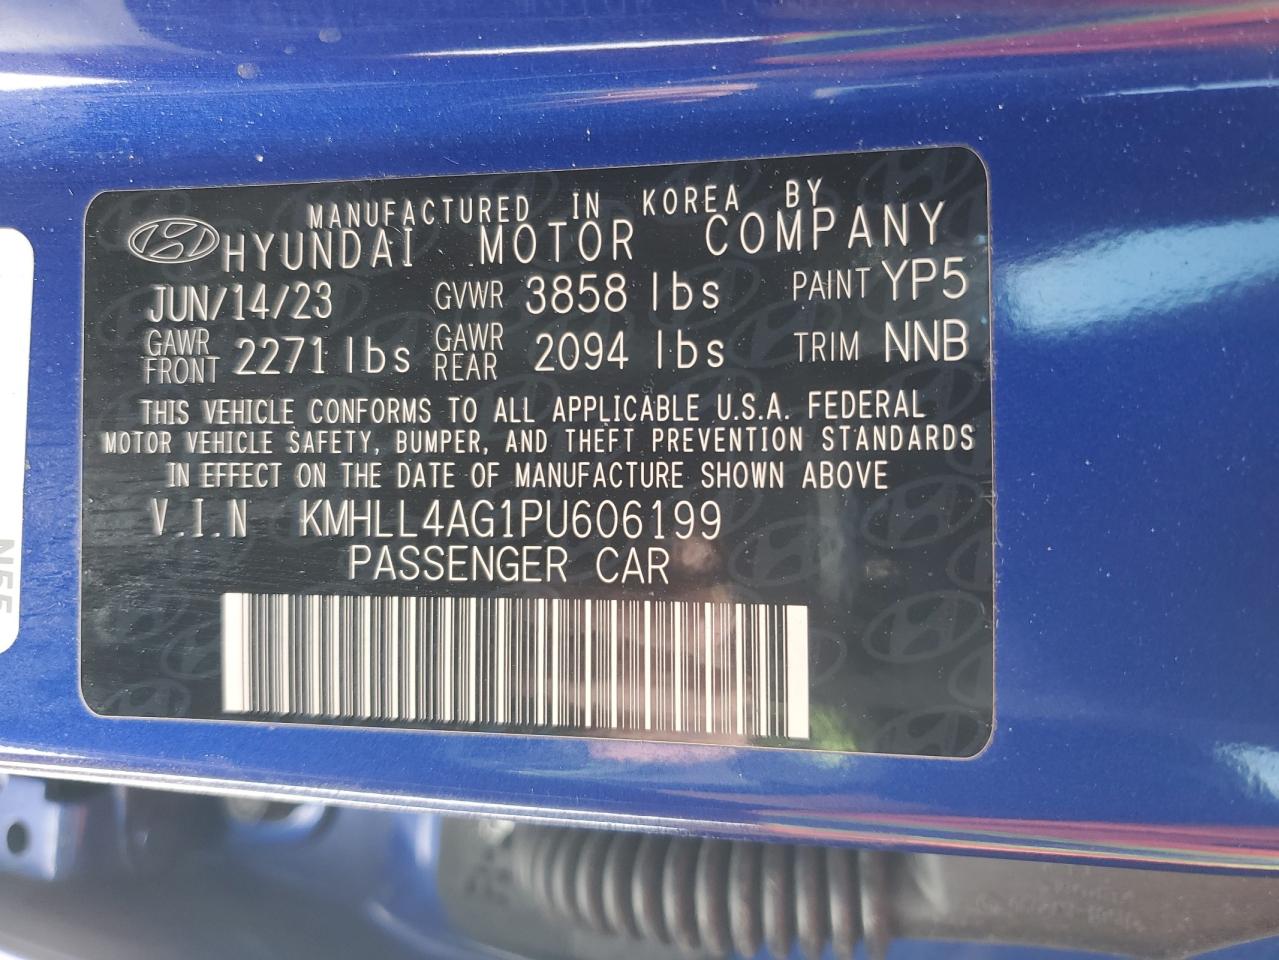 MANUFACTURED IN KOREA BY
HYUNDAI MOTOR COMPANY
JUN/14/23 GVWR 3858 lbs PAINT YP5
GAWR FRONT 2271 lbs GAWR REAR 2094 lbs TRIM NNB
THIS VEHICLE CONFORMS TO ALL APPLICABLE U.S.A. FEDERAL
MOTOR VEHICLE SAFETY, BUMPER, AND THEFT PREVENTION STANDARDS
IN EFFECT ON THE DATE OF MANUFACTURE SHOWN ABOVE
V.I.N KMHLL4AG1PU606199
PASSENGER CAR